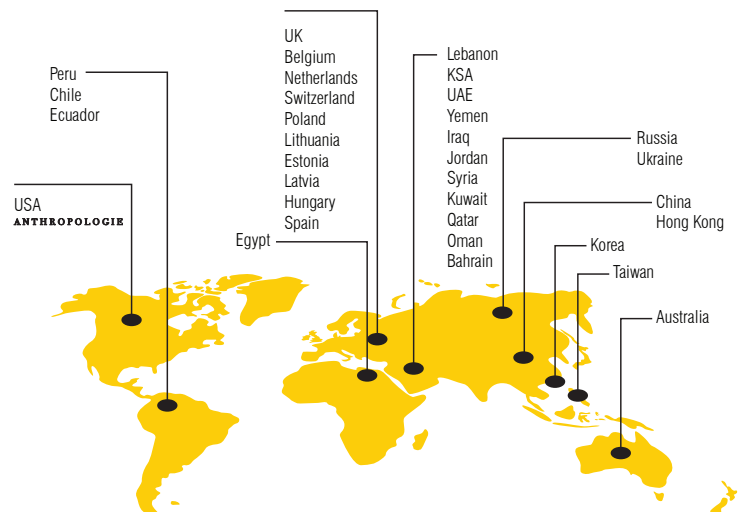 Peru
Chile
Ecuador
USA
ANTHROPOLOGIE
UK
Belgium
Netherlands
Switzerland
Poland
Lithuania
Estonia
Latvia
Hungary
Spain
Egypt
Lebanon
KSA
UAE
Yemen
Iraq
Jordan
Syria
Kuwait
Qatar
Oman
Bahrain
Russia
Ukraine
China
Hong Kong
Korea
Taiwan
Australia